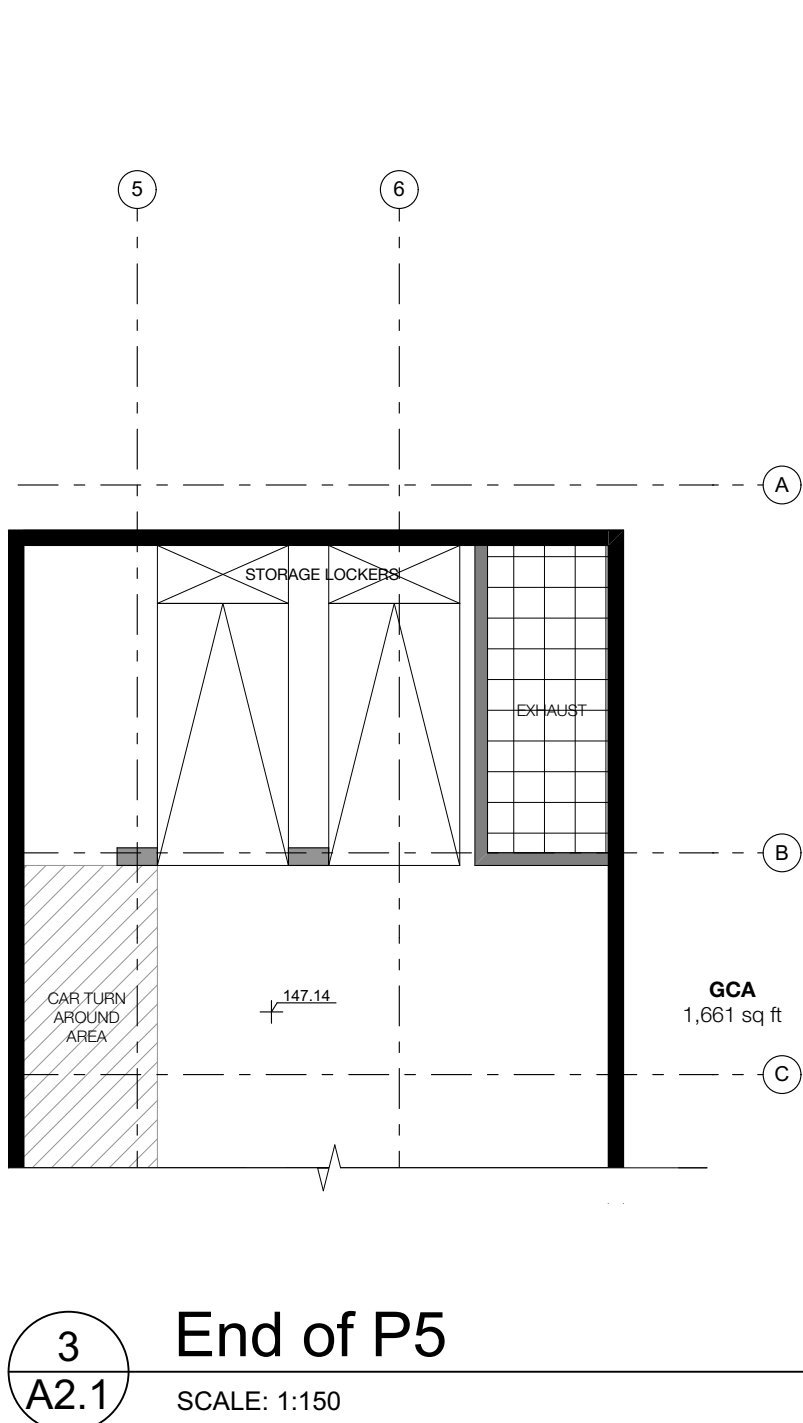 5
6
A
STORAGE LOCKERS
EXHAUST
B
147.14
CAR TURN
AROUND
AREA
GCA
1,661 sq ft
C
3
A2.1
End of P5
SCALE: 1:150